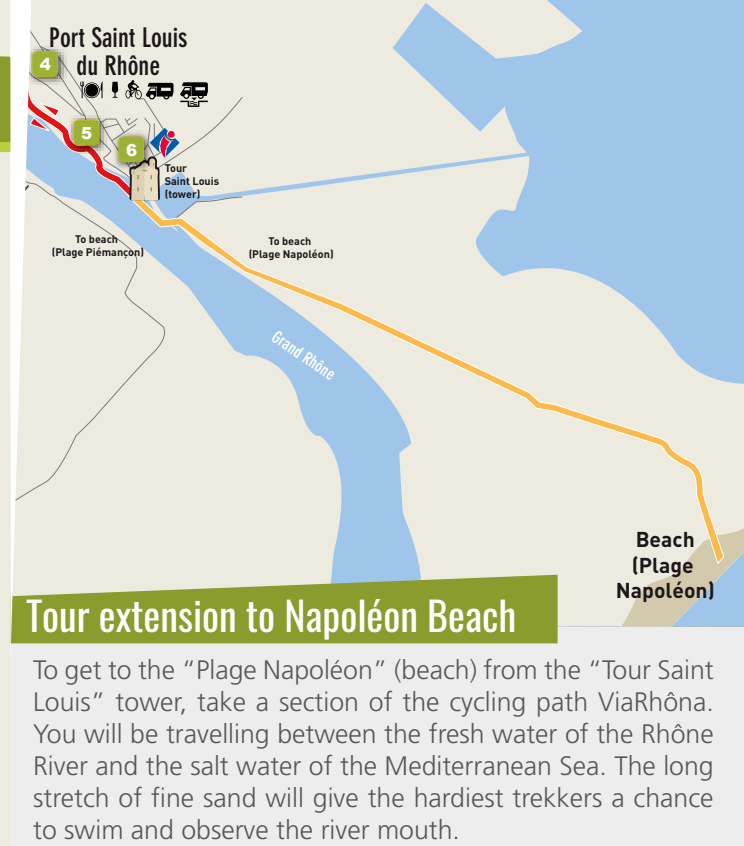 Port Saint Louis
du Rhône
4
5
6
Tour
Saint Louis
(tower)
To beach
(Plage Piémançon)
To beach
(Plage Napoléon)
Grand Rhône
Beach
(Plage
Napoléon)
Tour extension to Napoléon Beach
To get to the “Plage Napoléon” (beach) from the “Tour Saint
Louis” tower, take a section of the cycling path ViaRhôna.
You will be travelling between the fresh water of the Rhône
River and the salt water of the Mediterranean Sea. The long
stretch of fine sand will give the hardiest trekkers a chance
to swim and observe the river mouth.